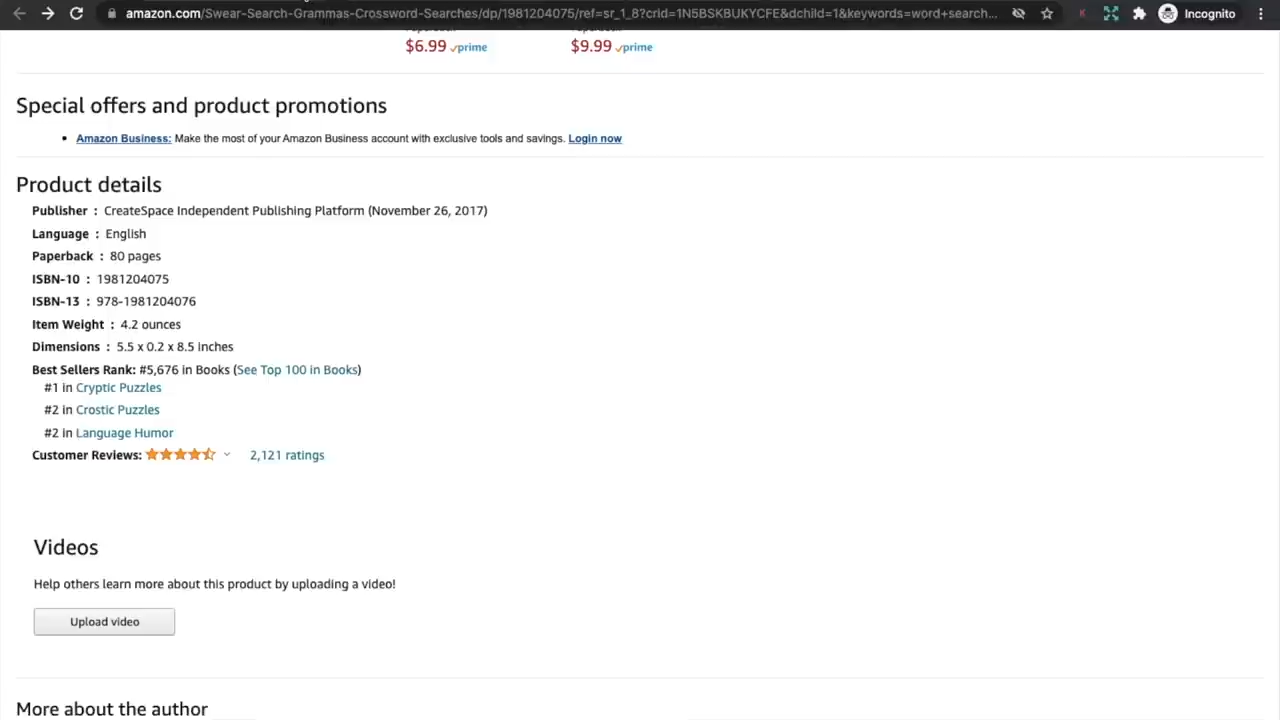 amazon.com/Swear-Search-Grammas-Crossword-Searches/dp/1981204075/ref=sr_1_8?crid=1N5BSKBUKYCFE&dchild=1&keywords=word+search... K Incognito
$6.99 prime $9.99 prime
Special offers and product promotions
• Amazon Business: Make the most of your Amazon Business account with exclusive tools and savings. Login now
Product details
Publisher : CreateSpace Independent Publishing Platform (November 26, 2017)
Language : English
Paperback : 80 pages
ISBN-10 : 1981204075
ISBN-13 : 978-1981204076
Item Weight : 4.2 ounces
Dimensions : 5.5 x 0.2 x 8.5 inches
Best Sellers Rank: #5,676 in Books (See Top 100 in Books)
#1 in Cryptic Puzzles
#2 in Crostic Puzzles
#2 in Language Humor
Customer Reviews: 2,121 ratings
Videos
Help others learn more about this product by uploading a video!
Upload video
More about the author